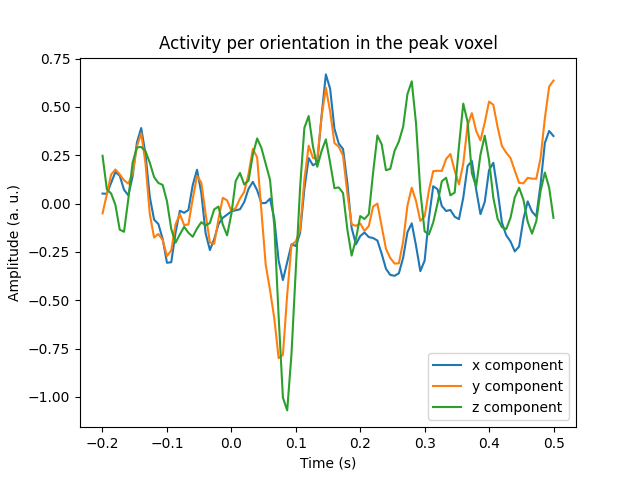 Activity per orientation in the peak voxel
Amplitude (a. u.)
0.75
0.50
0.25
0.00
−0.25
−0.50
−0.75
−1.00
−0.2
−0.1
0.0
0.1
0.2
0.3
0.4
0.5
Time (s)
x component
y component
z component